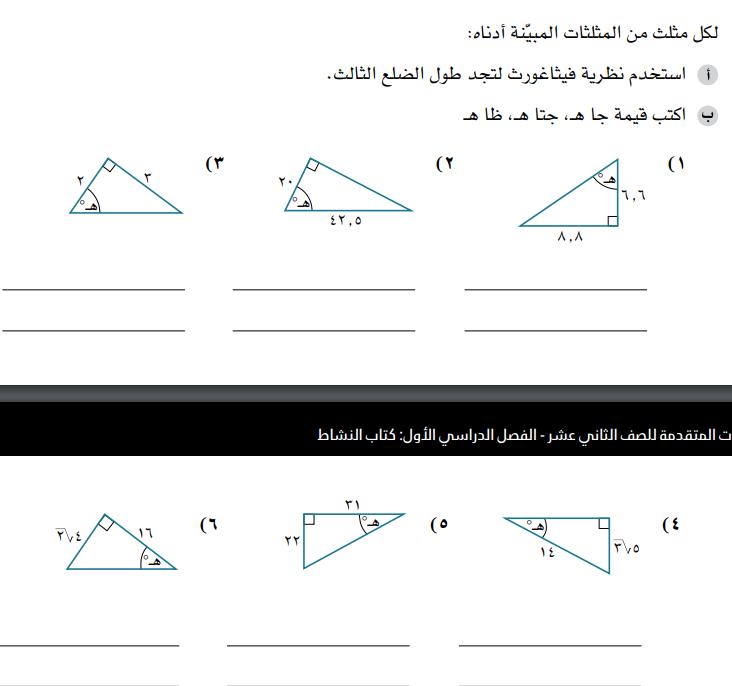 لكل مثلث من المثلثات المبيّنة أدناه:
أ استخدم نظرية فيثاغورث لتجد طول الضلع الثالث.
ب اكتب قيمة جا هـ، جتا هـ، ظا هـ
١) هـ° ٦,٦ ٨,٨
٢) ٢٠ هـ° ٤٢,٥
٣) ٢ ٣ هـ°
ت المتقدمة للصف الثاني عشر - الفصل الدراسي الأول: كتاب النشاط
٤) هـ° ١٤ ٥√٣
٥) ٣١ هـ° ٢٢
٦) ٤√٢ ١٦ هـ°